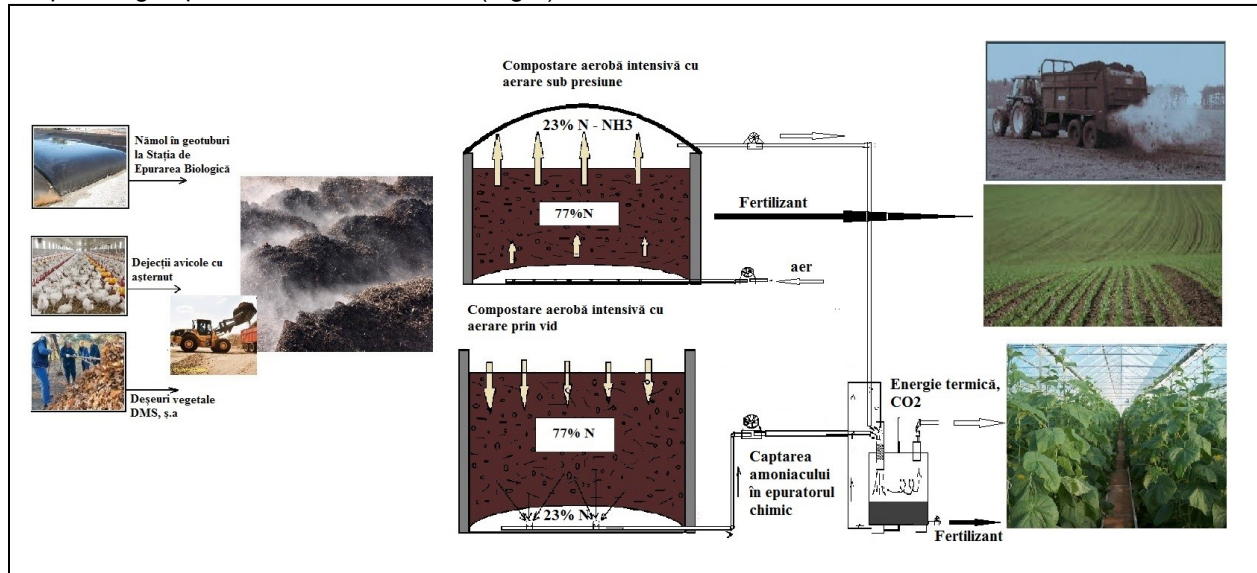 Compostare aerobă intensivă cu
aerare sub presiune
23% N - NH3
77%N
Nămol în geotuburi
la Stația de
Epurarea Biologică
Dejecții avicole cu
așternut
Deșeuri vegetale
DMS, ș.a
Fertilizant
aer
Compostare aerobă intensivă cu
aerare prin vid
77% N
23% N
Captarea
amoniacului
în epuratorul
chimic
Energie termică,
CO2
Fertilizant